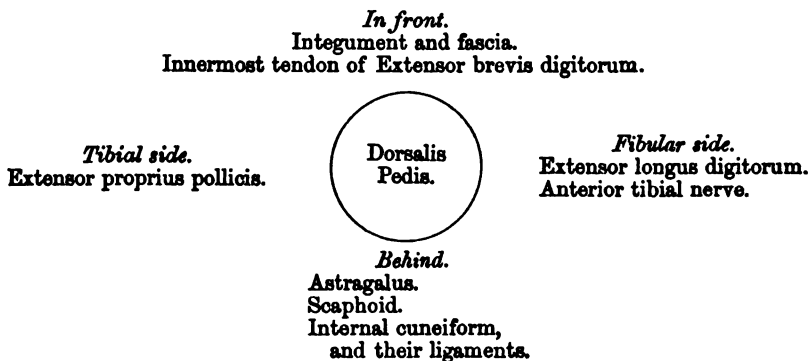 In front.
Integument and fascia.
Innermost tendon of Extensor brevis digitorum.
Tibial side.
Extensor proprius pollicis.
Dorsalis
Pedis.
Fibular side.
Extensor longus digitorum.
Anterior tibial nerve.
Behind.
Astragalus.
Scaphoid.
Internal cuneiform,
and their ligaments.